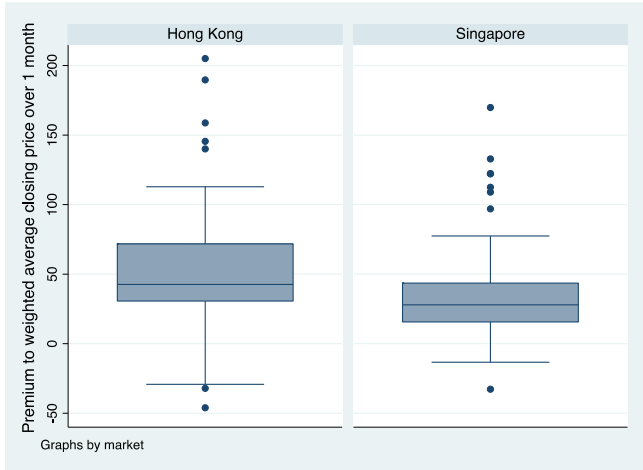 Hong Kong
Singapore
Premium to weighted average closing price over 1 month
200
150
100
50
0
-50
Graphs by market